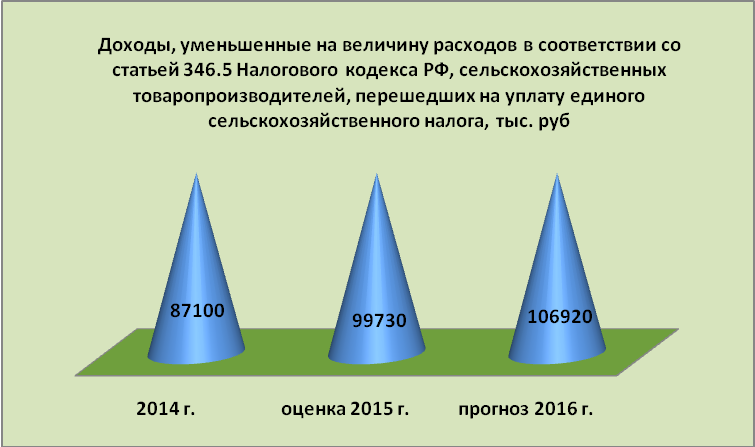 Доходы, уменьшенные на величину расходов в соответствии со
статьей 346.5 Налогового кодекса РФ, сельскохозяйственных
товаропроизводителей, перешедших на уплату единого
сельскохозяйственного налога, тыс. руб
87100
99730
106920
2014 г.
оценка 2015 г.
прогноз 2016 г.